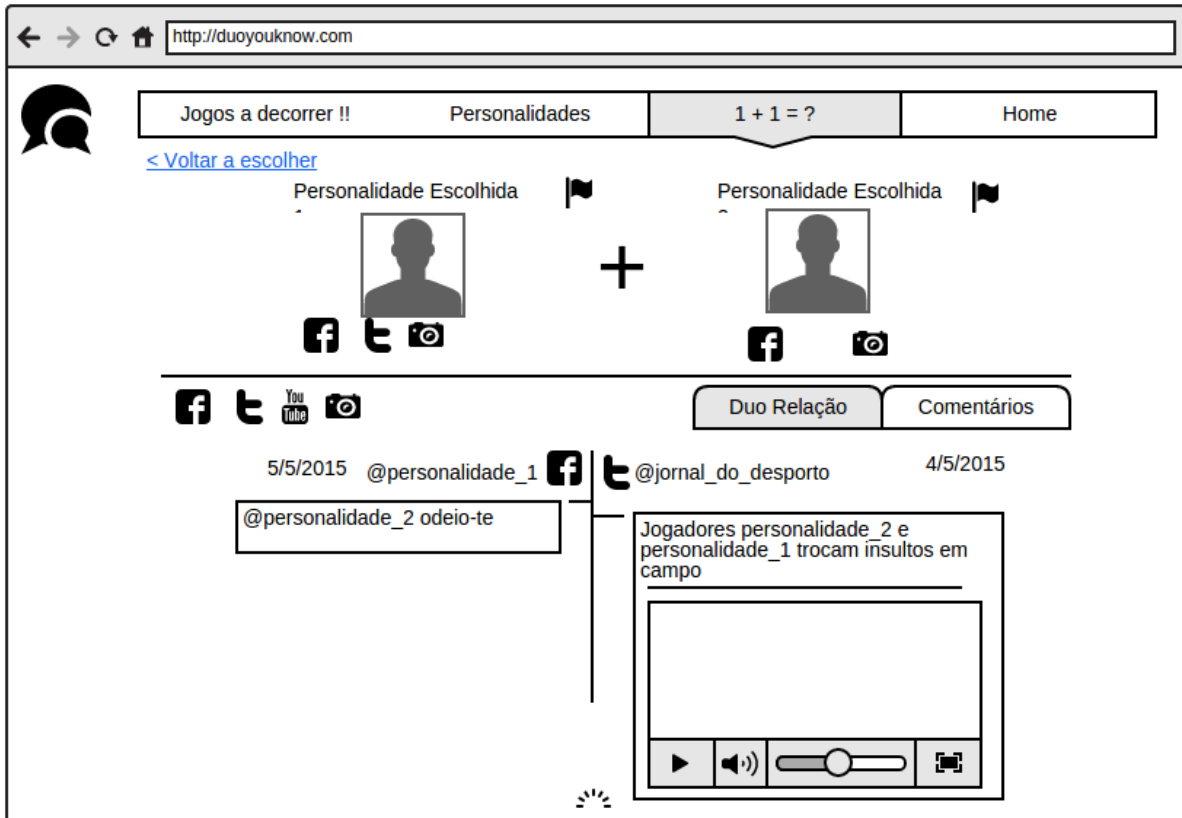 http://duoyouknow.com
Jogos a decorrer !!
Personalidades
1 + 1 = ?
Home
< Voltar a escolher
Personalidade Escolhida
Personalidade Escolhida
You
Tube
Duo Relação
Comentários
5/5/2015
@personalidade_1
@jornal_do_desporto
4/5/2015
@personalidade_2 odeio-te
Jogadores personalidade_2 e
personalidade_1 trocam insultos em
campo